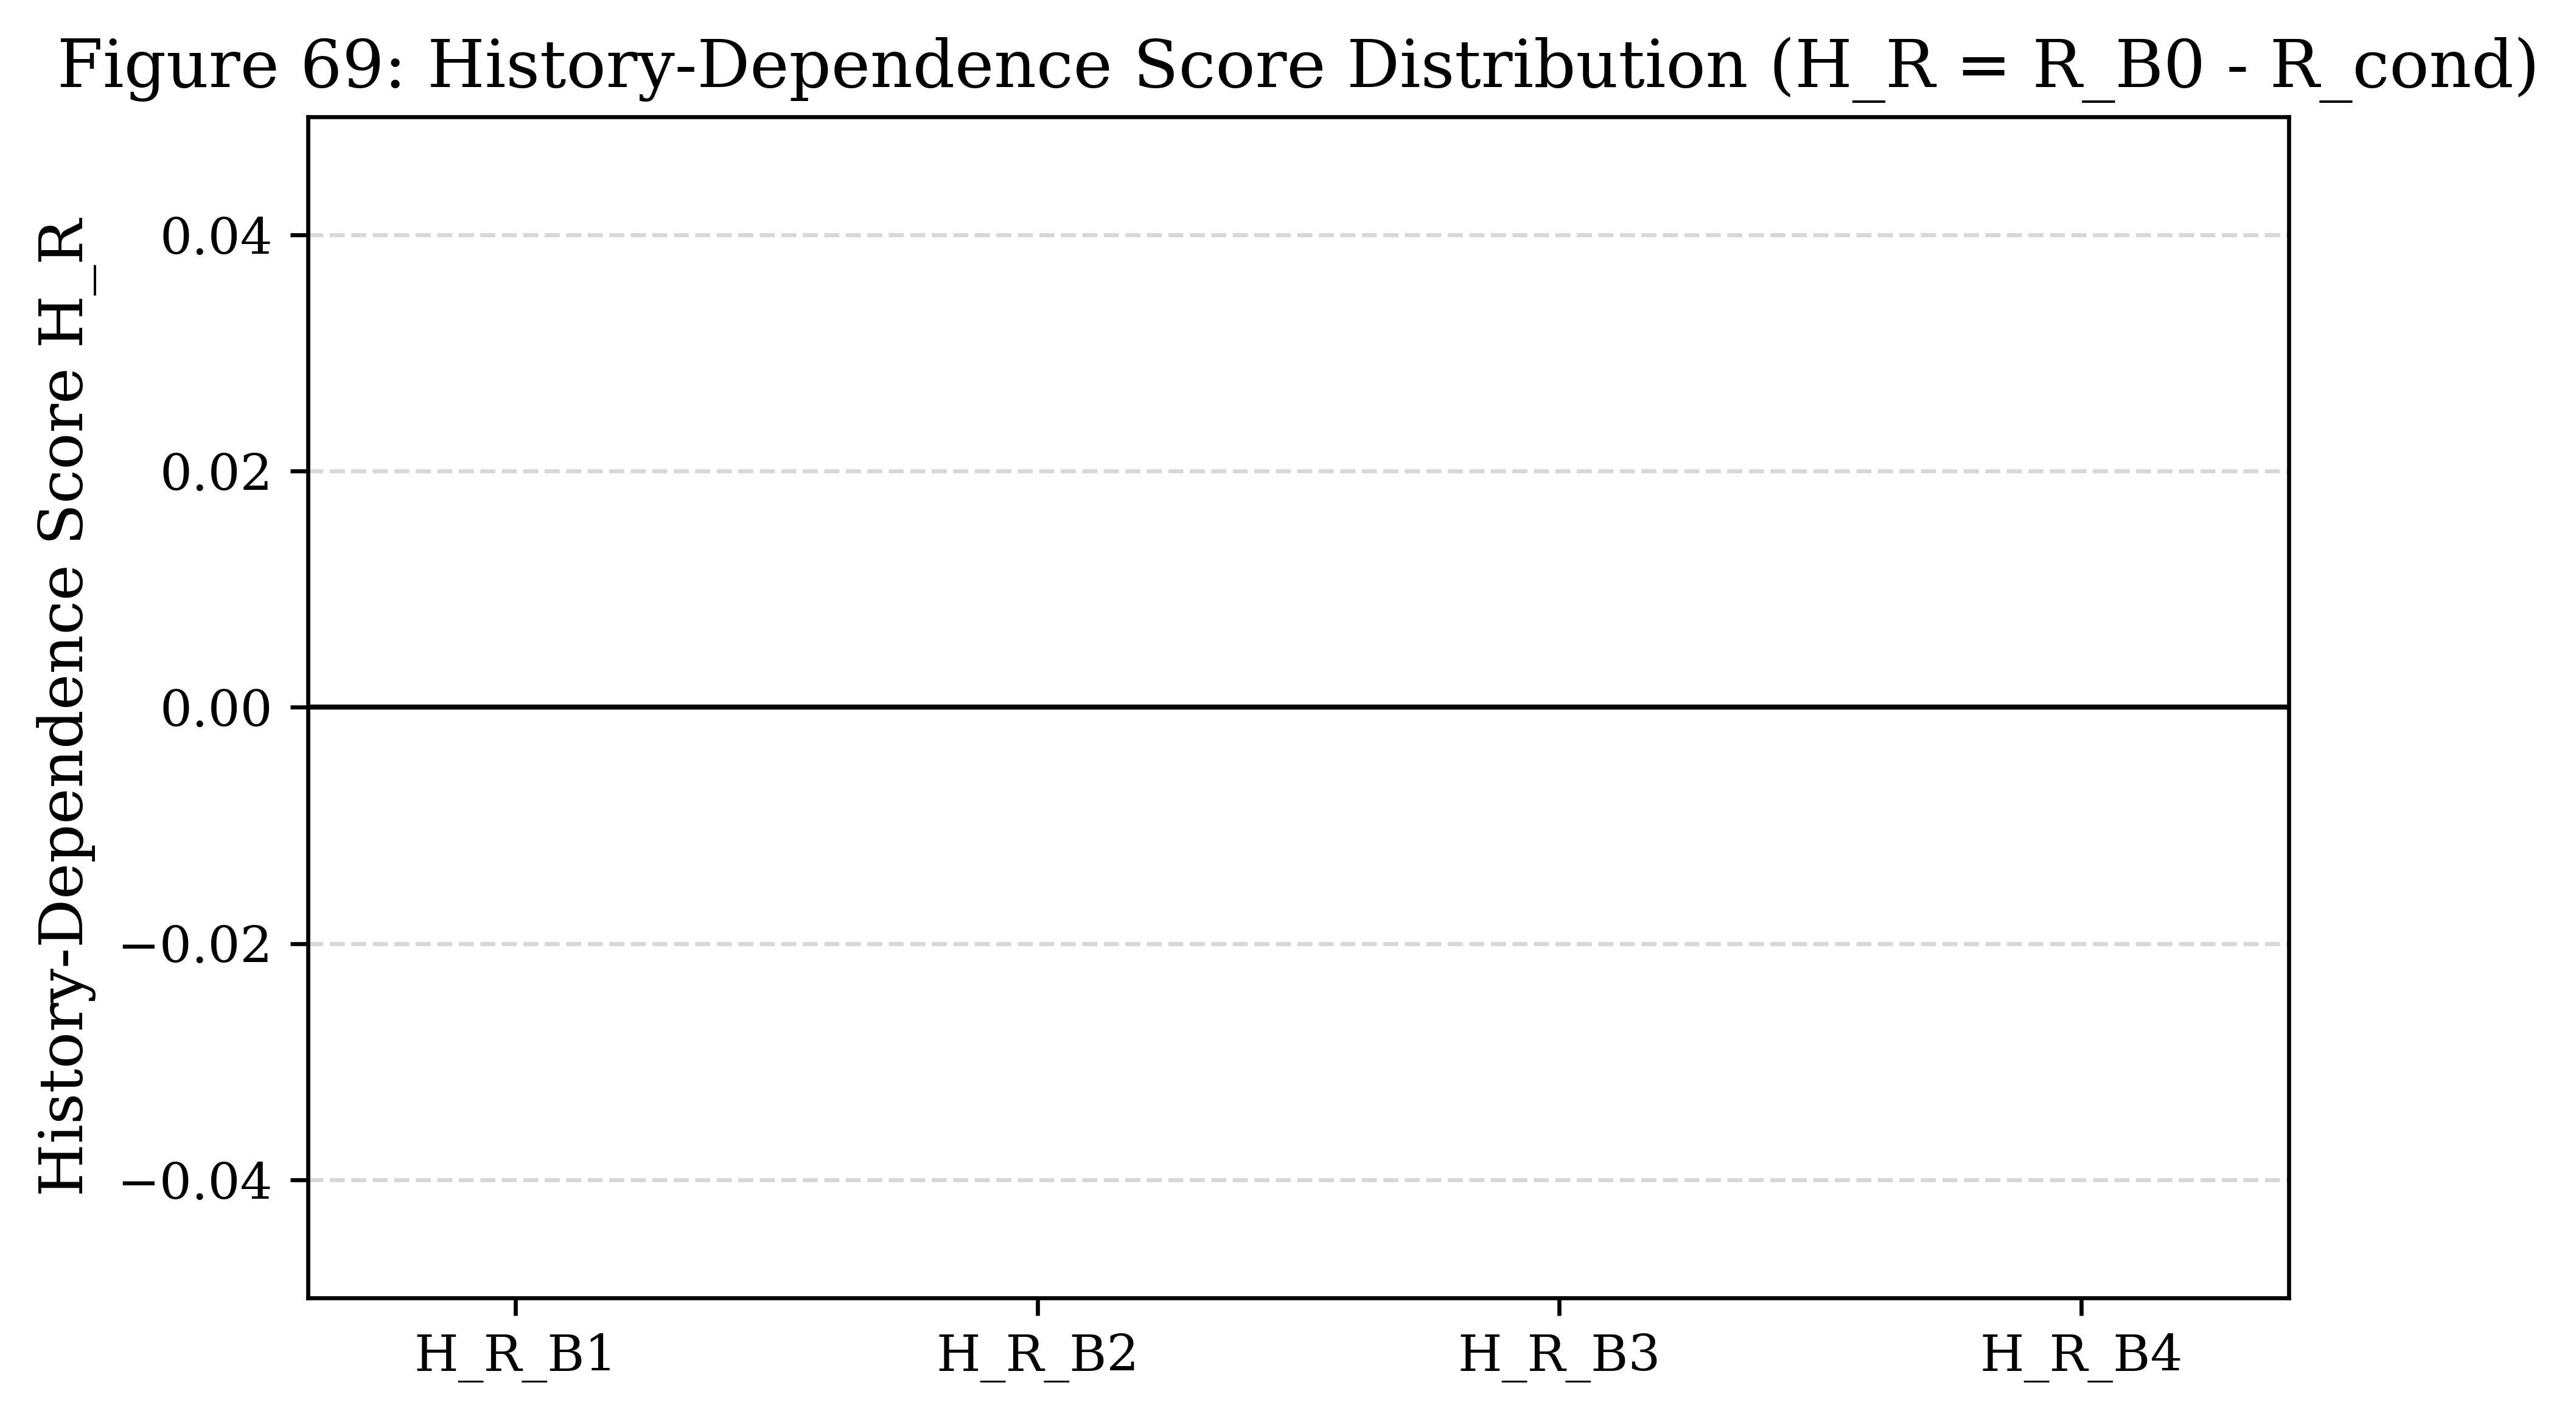 Figure 69: History-Dependence Score Distribution (H_R = R_B0 - R_cond)
History-Dependence Score H_R
0.04
0.02
0.00
−0.02
−0.04
H_R_B1 H_R_B2 H_R_B3 H_R_B4